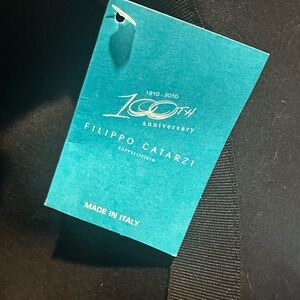 1910 - 2010
100TH
anniversary
FILIPPO CATARZI
CAPPELLIFICIO
MADE IN ITALY